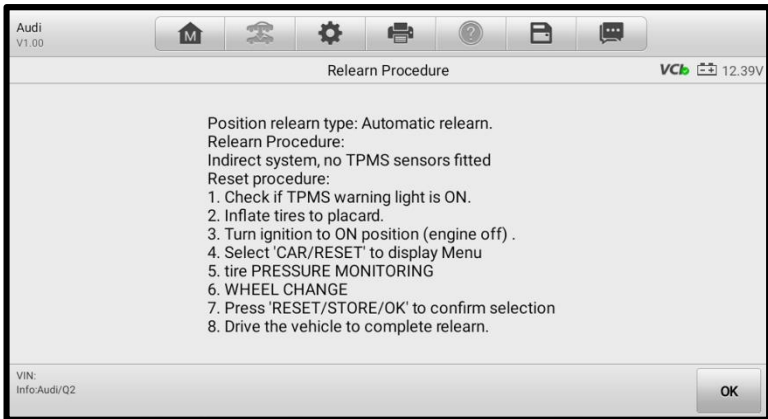 Audi
V1.00
M
Relearn Procedure
VCI 12.39V
Position relearn type: Automatic relearn.
Relearn Procedure:
Indirect system, no TPMS sensors fitted
Reset procedure:
1. Check if TPMS warning light is ON.
2. Inflate tires to placard.
3. Turn ignition to ON position (engine off) .
4. Select 'CAR/RESET' to display Menu
5. tire PRESSURE MONITORING
6. WHEEL CHANGE
7. Press 'RESET/STORE/OK' to confirm selection
8. Drive the vehicle to complete relearn.
VIN:
Info:Audi/Q2
OK